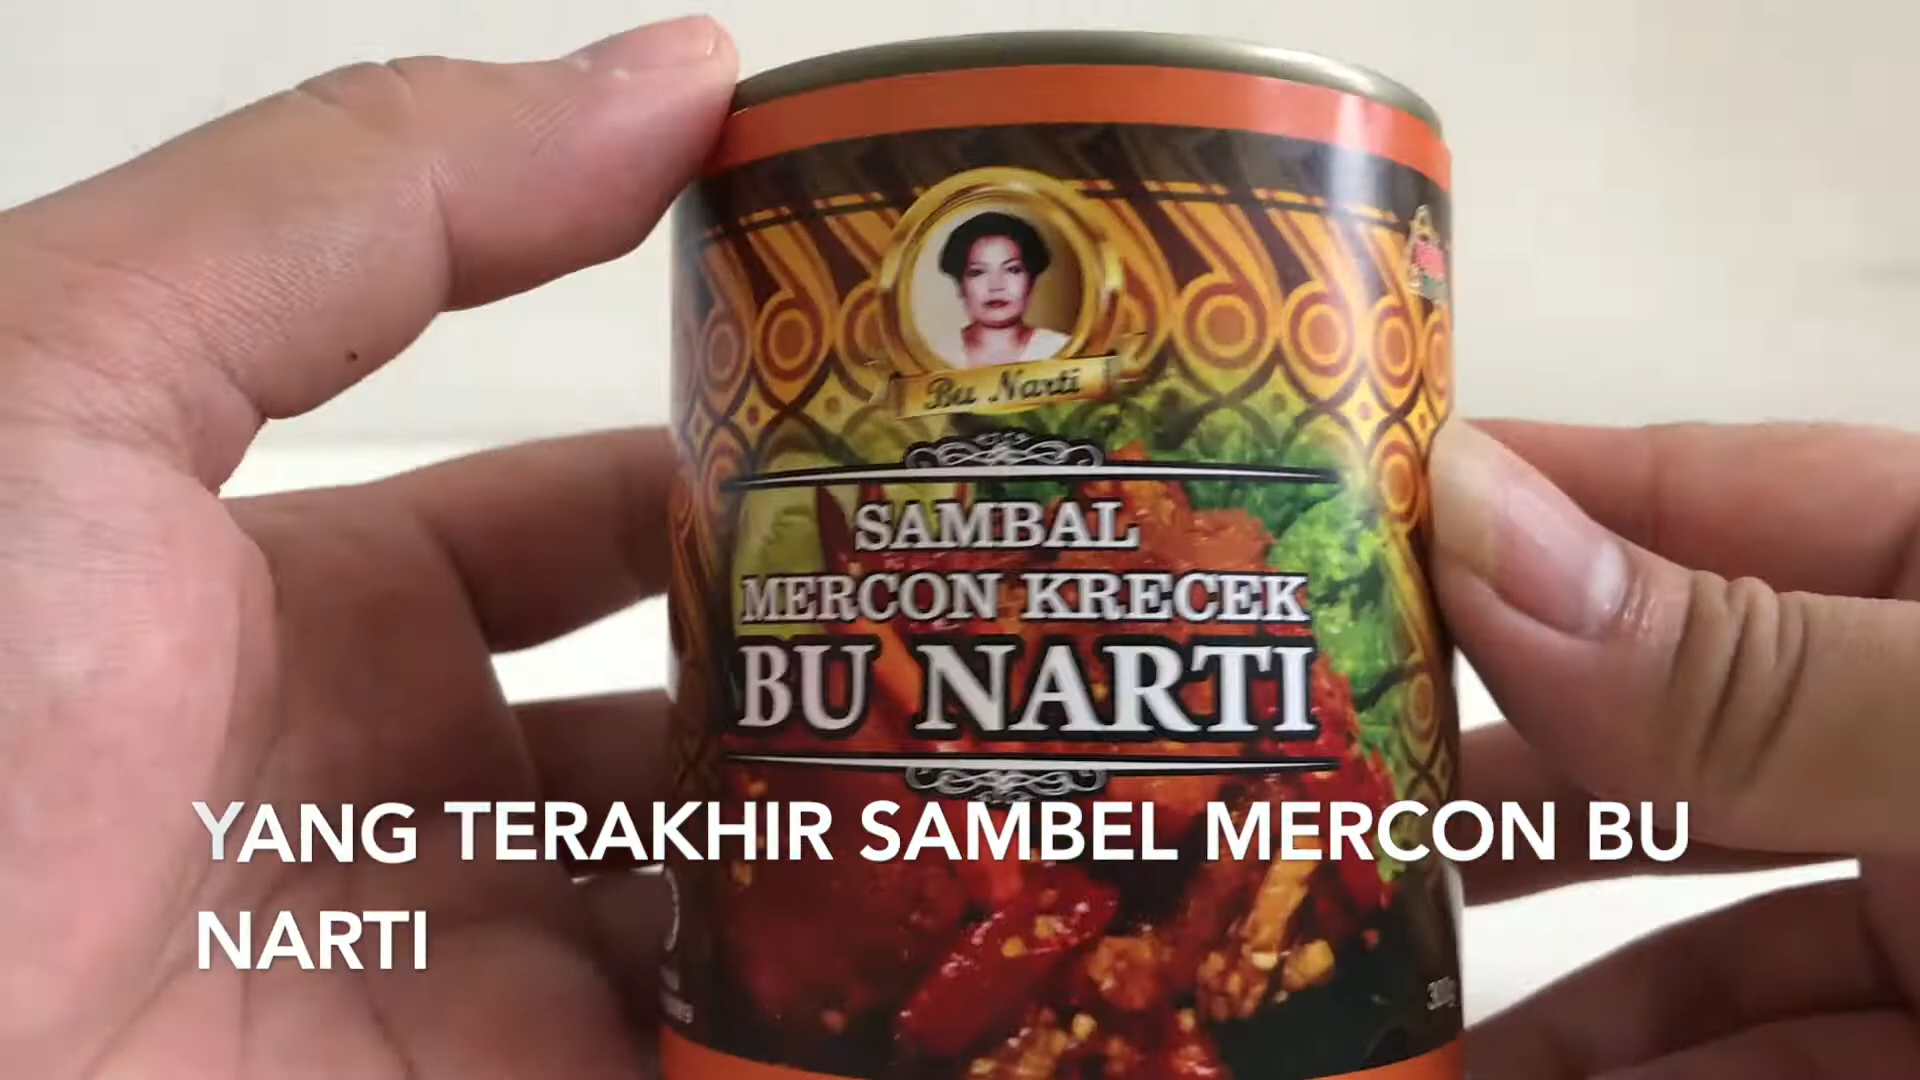 Bu Narti
SAMBAL
MERCON KRECEK
BU NARTI
YANG TERAKHIR SAMBEL MERCON BU
NARTI